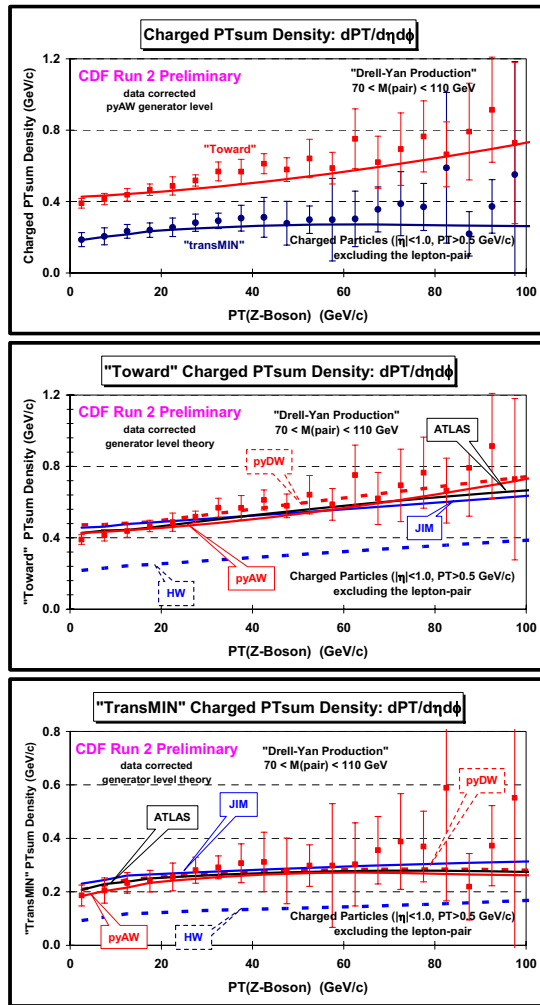 Charged PTsum Density: dPT/dηdϕ
CDF Run 2 Preliminary
data corrected
pyAW generator level
"Drell-Yan Production"
70 < M(pair) < 110 GeV
"Toward"
"transMIN"
Charged Particles (|η|<1.0, PT>0.5 GeV/c)
excluding the lepton-pair
Charged PTsum Density (GeV/c)
1.2
0.8
0.4
0.0
0 20 40 60 80 100
PT(Z-Boson) (GeV/c)
"Toward" Charged PTsum Density: dPT/dηdϕ
CDF Run 2 Preliminary
data corrected
generator level theory
"Drell-Yan Production"
70 < M(pair) < 110 GeV
ATLAS
pyDW
JIM
pyAW
HW
Charged Particles (|η|<1.0, PT>0.5 GeV/c)
excluding the lepton-pair
"Toward" PTsum Density (GeV/c)
1.2
0.8
0.4
0.0
0 20 40 60 80 100
PT(Z-Boson) (GeV/c)
"TransMIN" Charged PTsum Density: dPT/dηdϕ
CDF Run 2 Preliminary
data corrected
generator level theory
"Drell-Yan Production"
70 < M(pair) < 110 GeV
pyDW
JIM
ATLAS
pyAW
HW
Charged Particles (|η|<1.0, PT>0.5 GeV/c)
excluding the lepton-pair
"TransMIN" PTsum Density (GeV/c)
0.8
0.6
0.4
0.2
0.0
0 20 40 60 80 100
PT(Z-Boson) (GeV/c)